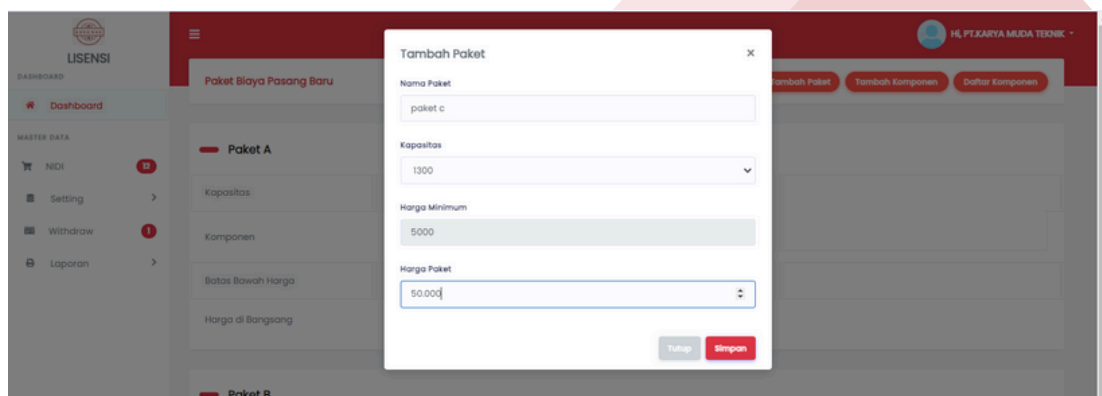 LISENSI
DASHBOARD
Dashboard
MASTER DATA
NIDI 12
Setting
Withdraw 1
Laporan
Hi, PT.KARYA MUDA TEKNIK
Paket Biaya Pasang Baru
Tambah Paket
Tambah Komponen
Daftar Komponen
Paket A
Kapasitas
Komponen
Batas Bawah Harga
Harga di Bangsang
Paket B
Tambah Paket ×
Nama Paket
paket c
Kapasitas
1300
Harga Minimum
5000
Harga Paket
50.000
Tutup
Simpan